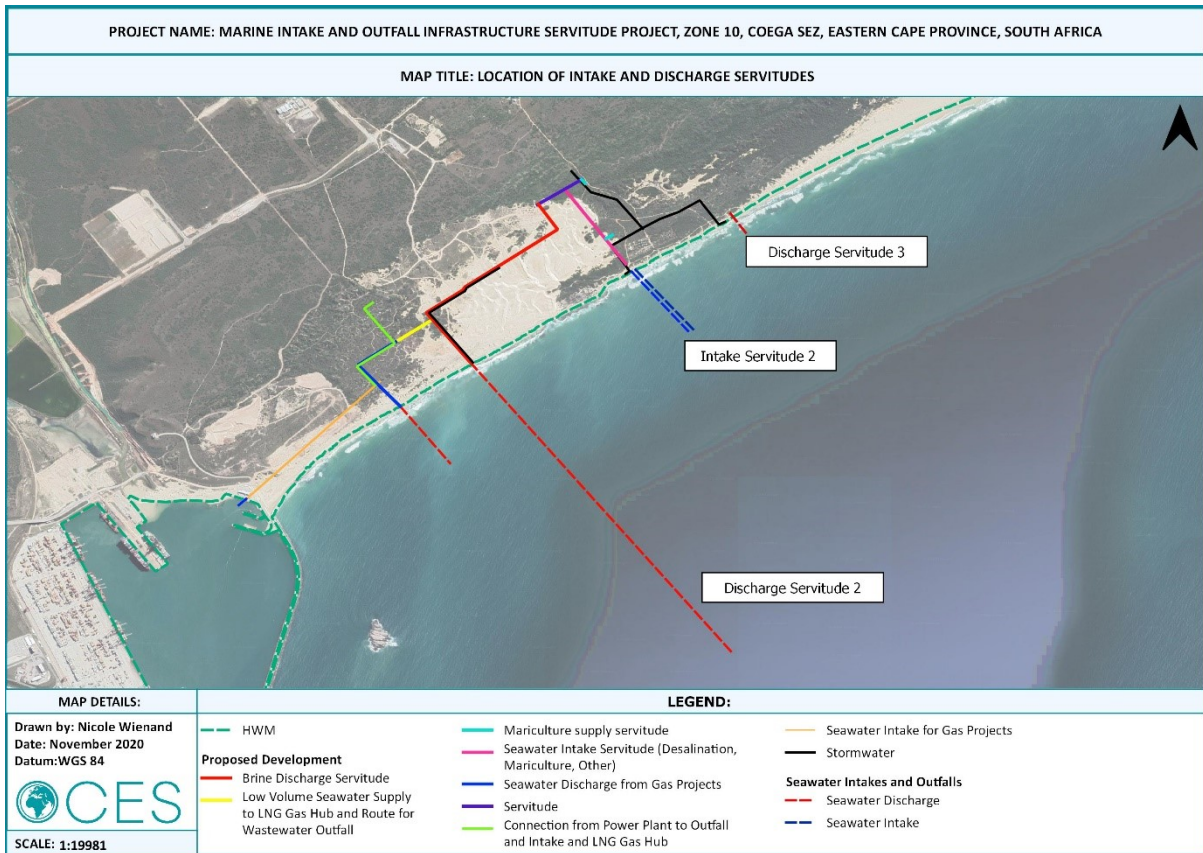 PROJECT NAME: MARINE INTAKE AND OUTFALL INFRASTRUCTURE SERVITUDE PROJECT, ZONE 10, COEGA SEZ, EASTERN CAPE PROVINCE, SOUTH AFRICA
MAP TITLE: LOCATION OF INTAKE AND DISCHARGE SERVITUDES
Discharge Servitude 3
Intake Servitude 2
Discharge Servitude 2
MAP DETAILS:
Drawn by: Nicole Wienand
Date: November 2020
Datum:WGS 84
CES
SCALE: 1:19981
LEGEND:
HWM
Proposed Development
Brine Discharge Servitude
Low Volume Seawater Supply
to LNG Gas Hub and Route for
Wastewater Outfall
Mariculture supply servitude
Seawater Intake Servitude (Desalination,
Mariculture, Other)
Seawater Discharge from Gas Projects
Servitude
Connection from Power Plant to Outfall
and Intake and LNG Gas Hub
Seawater Intake for Gas Projects
Stormwater
Seawater Intakes and Outfalls
Seawater Discharge
Seawater Intake